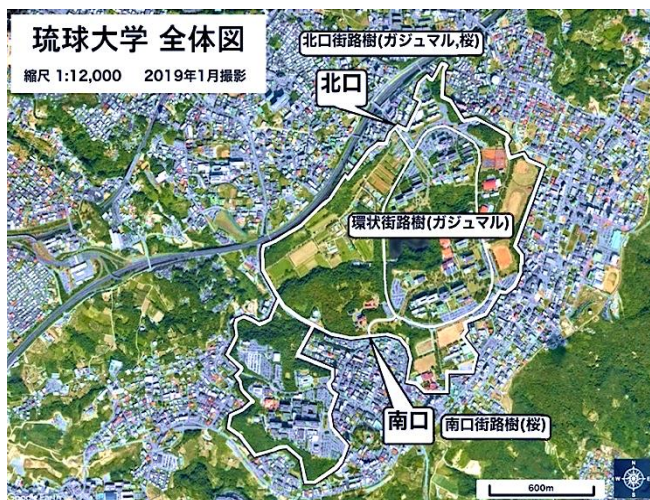 琉球大学 全体図
縮尺 1:12,000 2019年1月撮影
北口街路樹(ガジュマル,桜)
北口
環状街路樹(ガジュマル)
南口
南口街路樹(桜)
600m
N
W
E
S